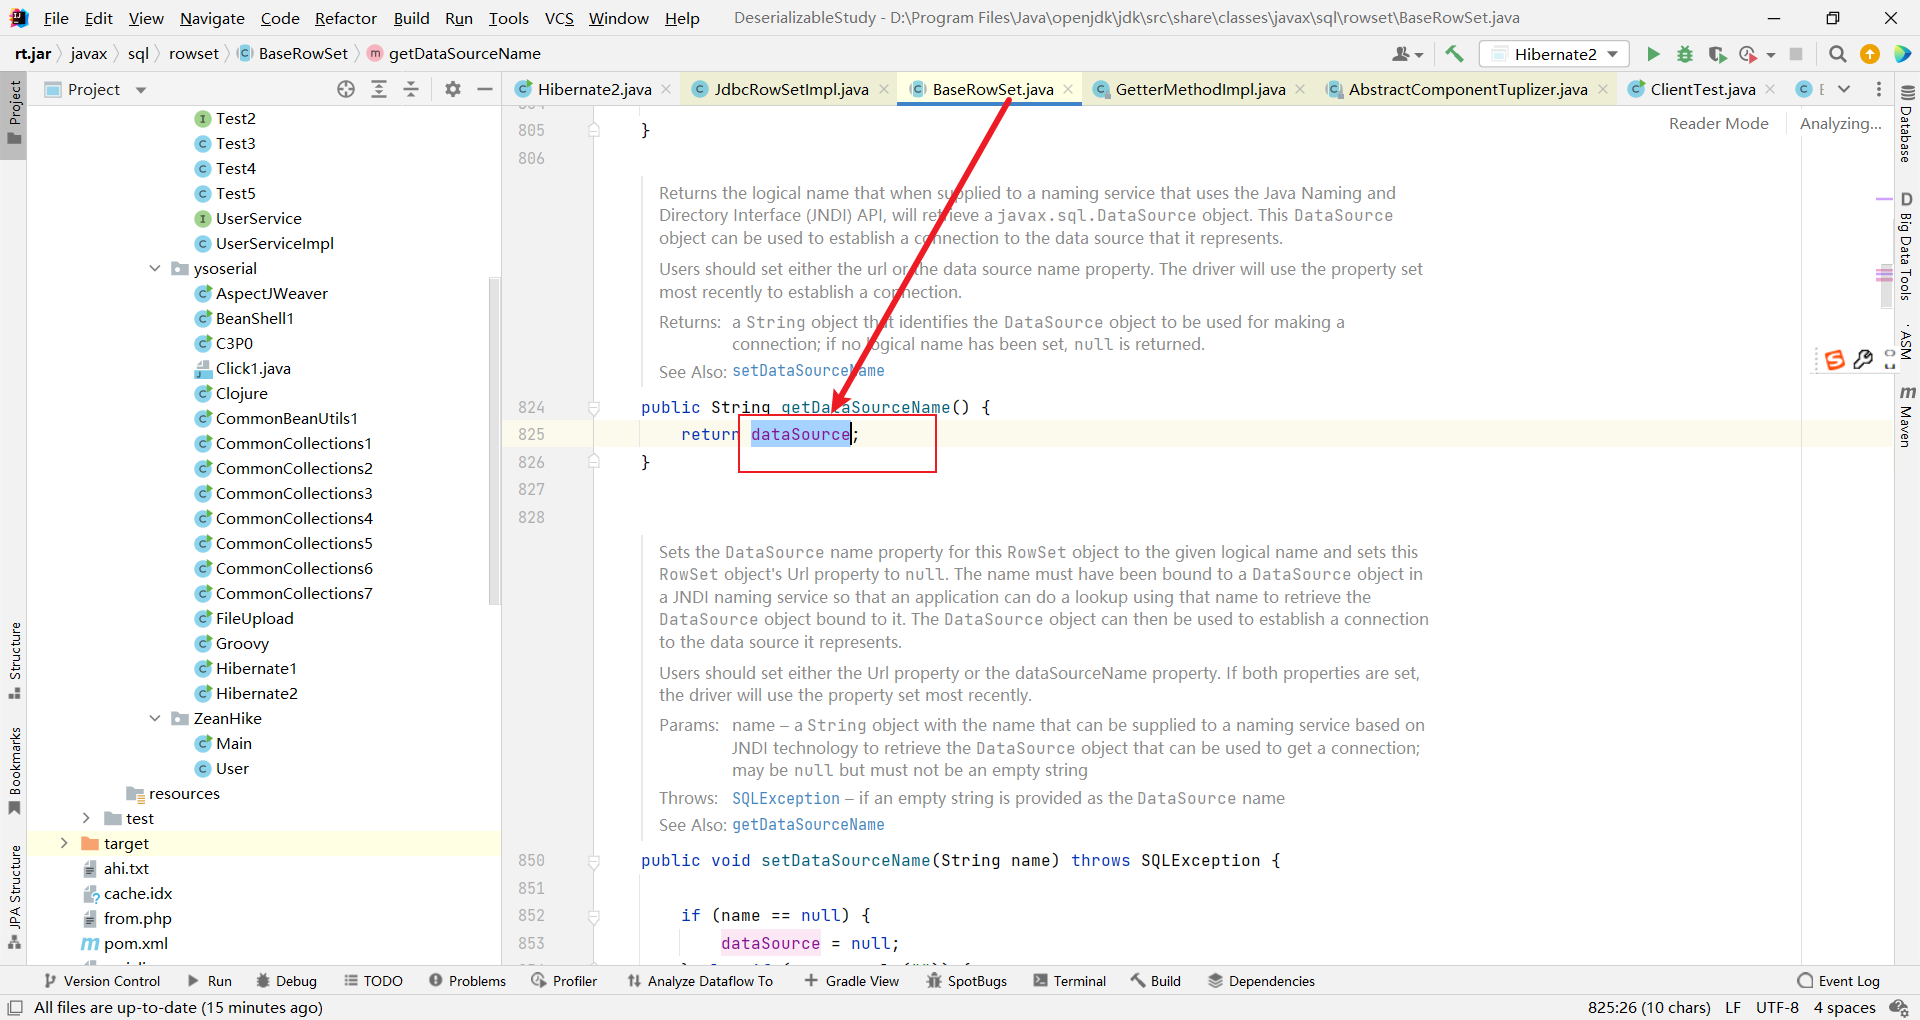 File Edit View Navigate Code Refactor Build Run Tools VCS Window Help DeserializableStudy - D:\Program Files\Java\openjdk\jdk\src\share\classes\javax\sql\rowset\BaseRowSet.java
rt.jar javax sql rowset BaseRowSet getDataSourceName Hibernate2
Project
Hibernate2.java JdbcRowSetImpl.java BaseRowSet.java GetterMethodImpl.java AbstractComponentTuplizer.java ClientTest.java
Reader Mode Analyzing...
Project
Structure
Bookmarks
JPA Structure
Test2
Test3
Test4
Test5
UserService
UserServiceImpl
ysoserial
AspectJWeaver
BeanShell1
C3P0
Click1.java
Clojure
CommonBeanUtils1
CommonCollections1
CommonCollections2
CommonCollections3
CommonCollections4
CommonCollections5
CommonCollections6
CommonCollections7
FileUpload
Groovy
Hibernate1
Hibernate2
ZeanHike
Main
User
resources
test
target
ahi.txt
cache.idx
from.php
pom.xml
805 }
806
Returns the logical name that when supplied to a naming service that uses the Java Naming and
Directory Interface (JNDI) API, will retrieve a javax.sql.DataSource object. This DataSource
object can be used to establish a connection to the data source that it represents.
Users should set either the url or the data source name property. The driver will use the property set
most recently to establish a connection.
Returns: a String object that identifies the DataSource object to be used for making a
connection; if no logical name has been set, null is returned.
See Also: setDataSourceName
824 public String getDataSourceName() {
825 return dataSource;
826 }
827
828
Sets the DataSource name property for this RowSet object to the given logical name and sets this
RowSet object's Url property to null. The name must have been bound to a DataSource object in
a JNDI naming service so that an application can do a lookup using that name to retrieve the
DataSource object bound to it. The DataSource object can then be used to establish a connection
to the data source it represents.
Users should set either the Url property or the dataSourceName property. If both properties are set,
the driver will use the property set most recently.
Params: name – a String object with the name that can be supplied to a naming service based on
JNDI technology to retrieve the DataSource object that can be used to get a connection;
may be null but must not be an empty string
Throws: SQLException – if an empty string is provided as the DataSource name
See Also: getDataSourceName
850 public void setDataSourceName(String name) throws SQLException {
851
852 if (name == null) {
853 dataSource = null;
Database
D Big Data Tools
ASM
m Maven
Version Control Run Debug TODO Problems Profiler Analyze Dataflow To Gradle View SpotBugs Terminal Build Dependencies Event Log
All files are up-to-date (15 minutes ago) 825:26 (10 chars) LF UTF-8 4 spaces